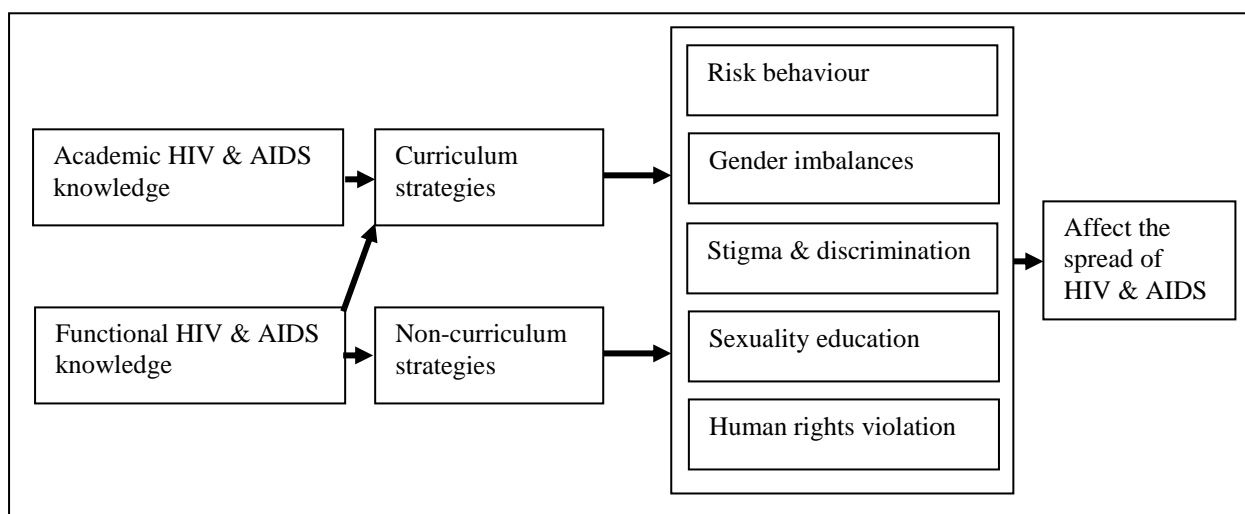 Academic HIV & AIDS
knowledge
Functional HIV & AIDS
knowledge
Curriculum
strategies
Non-curriculum
strategies
Risk behaviour
Gender imbalances
Stigma & discrimination
Sexuality education
Human rights violation
Affect the
spread of
HIV & AIDS